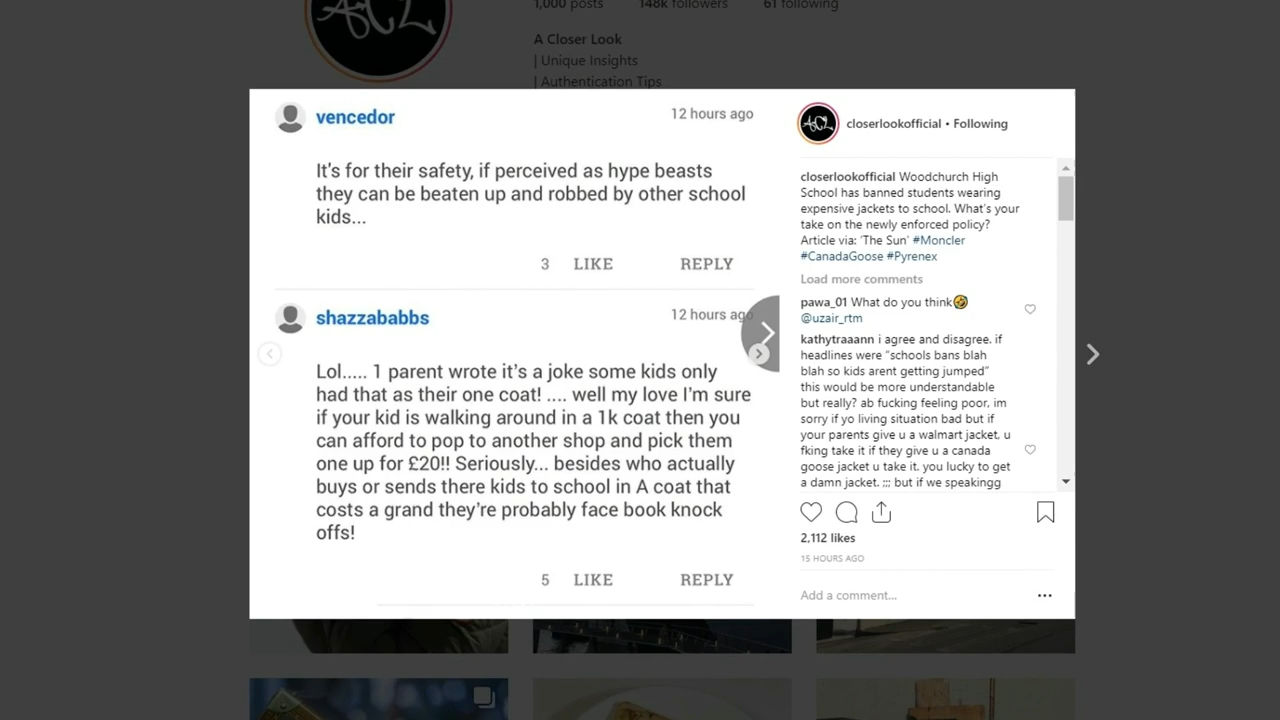 1,000 posts 148k followers 61 following
A Closer Look
| Unique Insights
| Authentication Tips
vencedor 12 hours ago
It's for their safety, if perceived as hype beasts
they can be beaten up and robbed by other school
kids...
3 LIKE REPLY
shazzababbs 12 hours ago
Lol..... 1 parent wrote it's a joke some kids only
had that as their one coat! .... well my love I'm sure
if your kid is walking around in a 1k coat then you
can afford to pop to another shop and pick them
one up for £20!! Seriously... besides who actually
buys or sends there kids to school in A coat that
costs a grand they're probably face book knock
offs!
5 LIKE REPLY
closerlookofficial • Following
closerlookofficial Woodchurch High
School has banned students wearing
expensive jackets to school. What's your
take on the newly enforced policy?
Article via: 'The Sun' #Moncler
#CanadaGoose #Pyrenex
Load more comments
pawa_01 What do you think🤣
@uzair_rtm
kathytraaann i agree and disagree. if
headlines were "schools bans blah
blah so kids arent getting jumped"
this would be more understandable
but really? ab fucking feeling poor, im
sorry if yo living situation bad but if
your parents give u a walmart jacket, u
fking take it if they give u a canada
goose jacket u take it. you lucky to get
a damn jacket. ;;; but if we speakingg
2,112 likes
15 HOURS AGO
Add a comment...
ACL
ACL